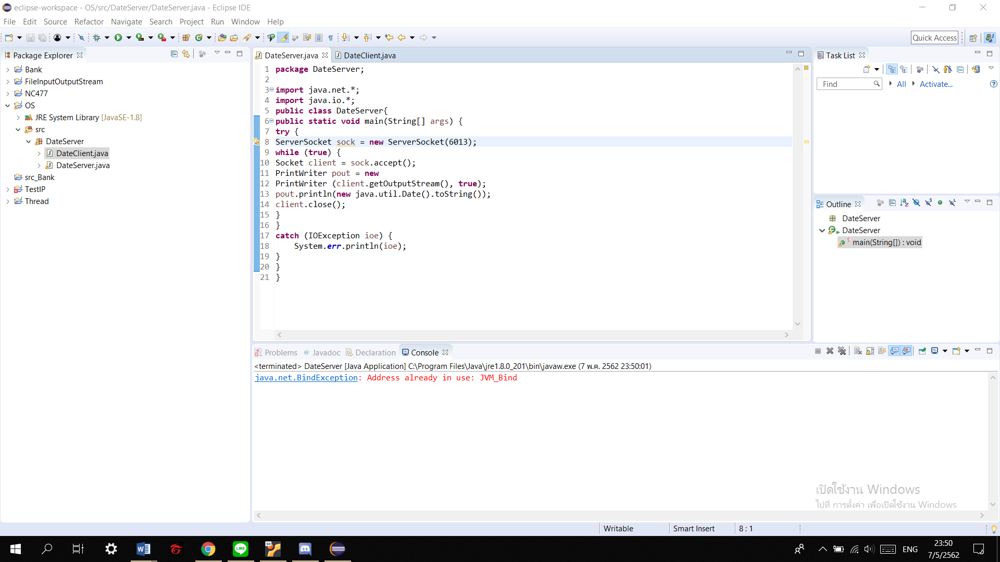 eclipse-workspace - OS/src/DateServer/DateServer.java - Eclipse IDE
File Edit Source Refactor Navigate Search Project Run Window Help
Quick Access
Package Explorer
Bank
FileInputOutputStream
NC477
OS
JRE System Library [JavaSE-1.8]
src
DateServer
DateClient.java
DateServer.java
src_Bank
TestIP
Thread
DateServer.java DateClient.java
1 package DateServer;
2
3 import java.net.*;
4 import java.io.*;
5 public class DateServer{
6 public static void main(String[] args) {
7 try {
8 ServerSocket sock = new ServerSocket(6013);
9 while (true) {
10 Socket client = sock.accept();
11 PrintWriter pout = new
12 PrintWriter (client.getOutputStream(), true);
13 pout.println(new java.util.Date().toString());
14 client.close();
15 }
16 }
17 catch (IOException ioe) {
18 System.err.println(ioe);
19 }
20 }
21 }
Task List
Find All Activate...
Outline
DateServer
DateServer
main(String[]) : void
Problems @ Javadoc Declaration Console
<terminated> DateServer [Java Application] C:\Program Files\Java\jre1.8.0_201\bin\javaw.exe (7 พ.ค. 2562 23:50:01)
java.net.BindException: Address already in use: JVM_Bind
เปิดใช้งาน Windows
ไปที่ การตั้งค่า เพื่อเปิดใช้งาน Windows
Writable Smart Insert 8 : 1
LINE
64
ENG
23:50
7/5/2562